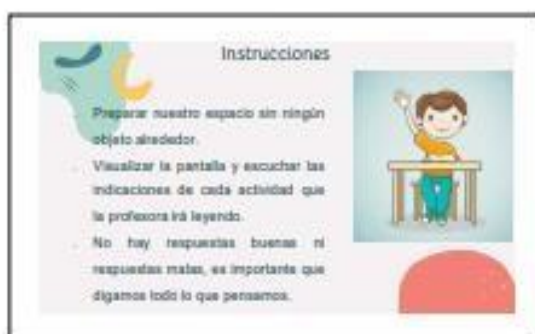 Instrucciones
Preparar nuestro espacio sin ningún
objeto alrededor.
Visualizar la pantalla y escuchar las
indicaciones de cada actividad que
la profesora irá leyendo.
No hay respuestas buenas ni
respuestas malas, es importante que
digamos todo lo que pensamos.